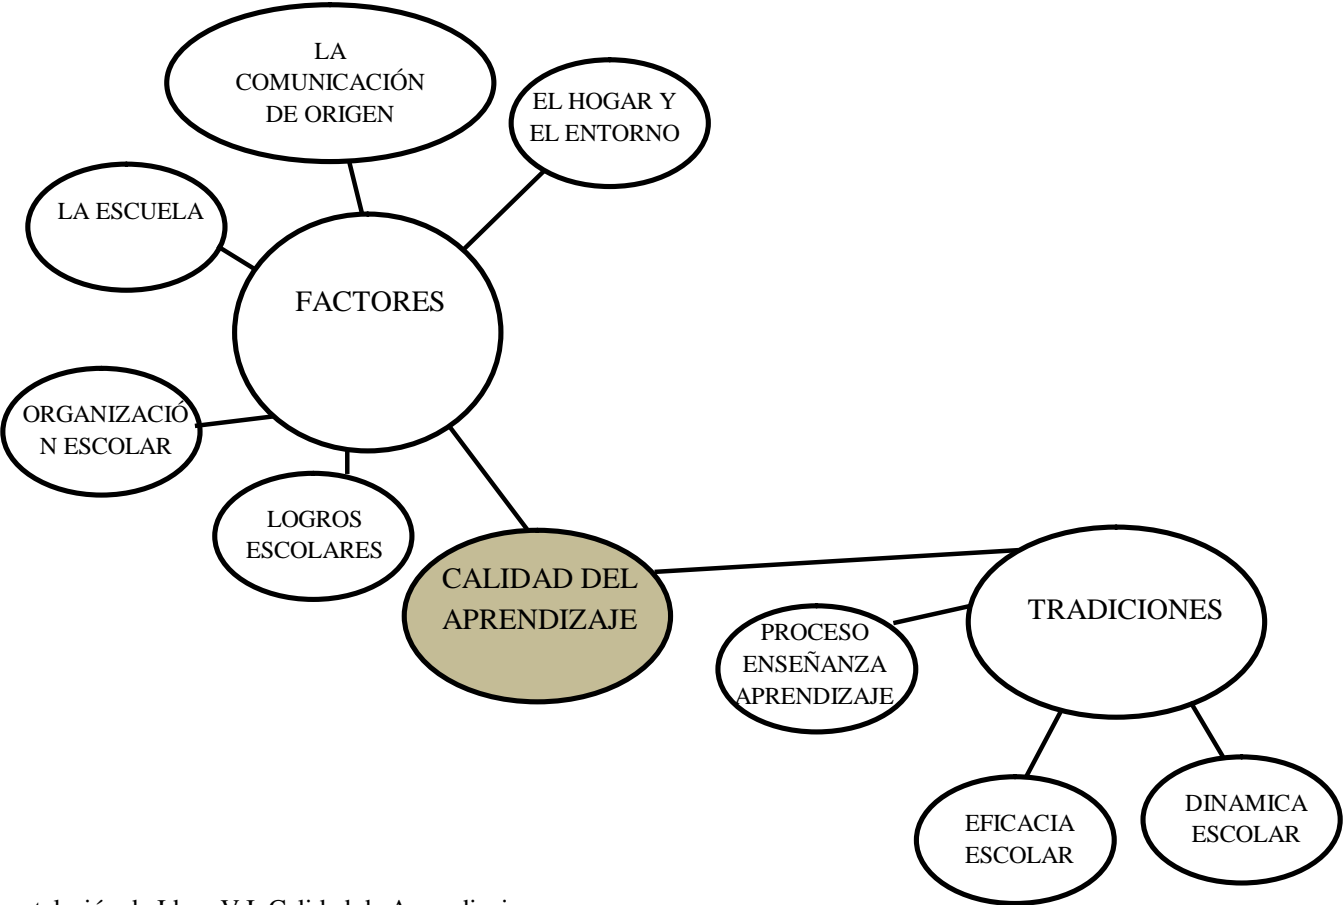 LA
COMUNICACIÓN
DE ORIGEN
EL HOGAR Y
EL ENTORNO
LA ESCUELA
FACTORES
ORGANIZACIÓ
N ESCOLAR
LOGROS
ESCOLARES
CALIDAD DEL
APRENDIZAJE
TRADICIONES
PROCESO
ENSEÑANZA
APRENDIZAJE
EFICACIA
ESCOLAR
DINAMICA
ESCOLAR